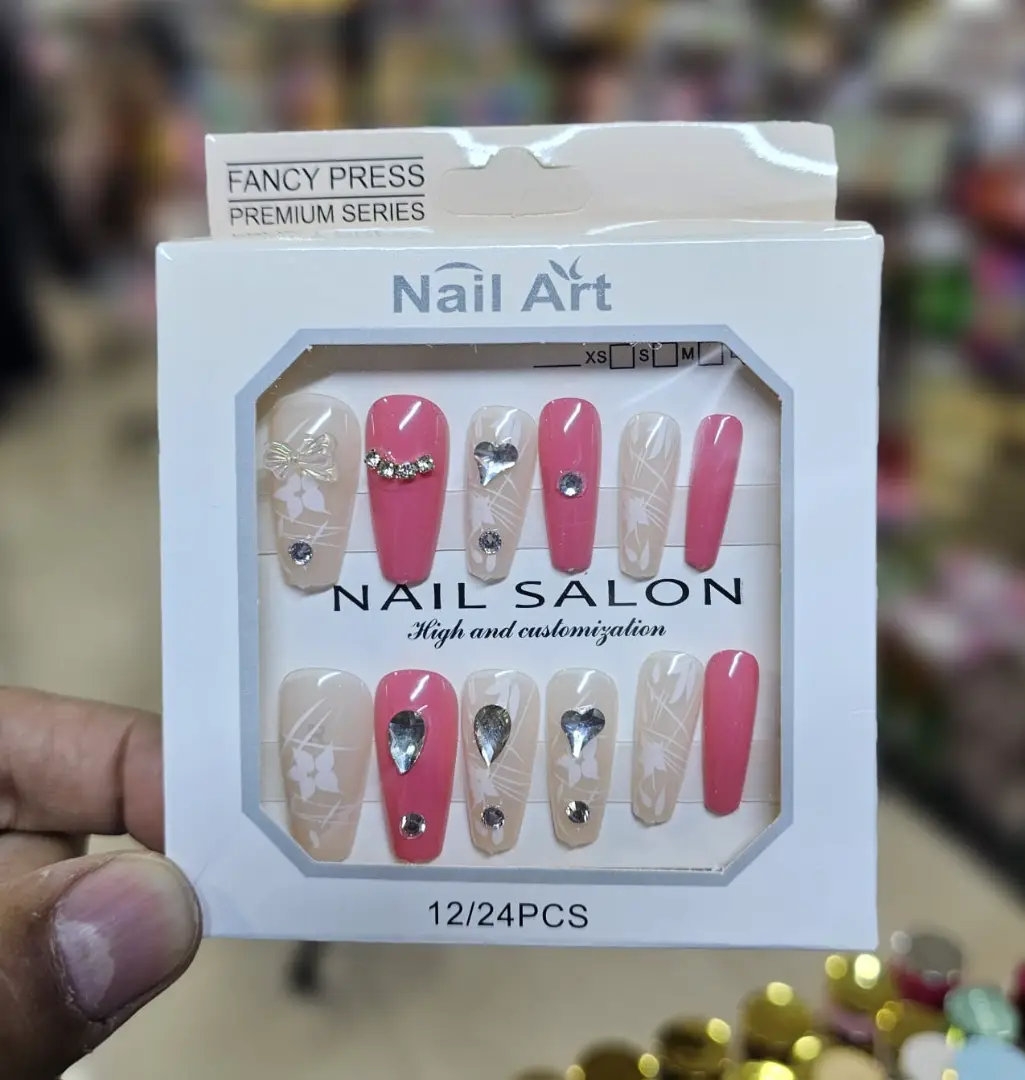 FANCY PRESS
PREMIUM SERIES
Nail Art
XS S M
NAIL SALON
High and customization
12/24PCS